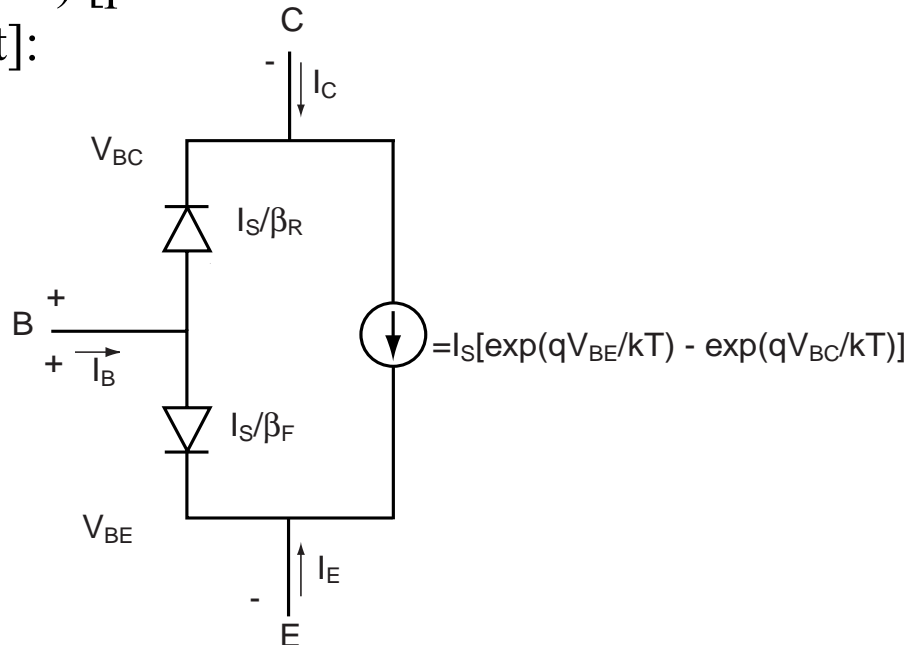 t]:
C
-
I_C
V_BC
I_S/β_R
+
B
+
I_B
=I_S[exp(qV_BE/kT) - exp(qV_BC/kT)]
I_S/β_F
V_BE
I_E
-
E